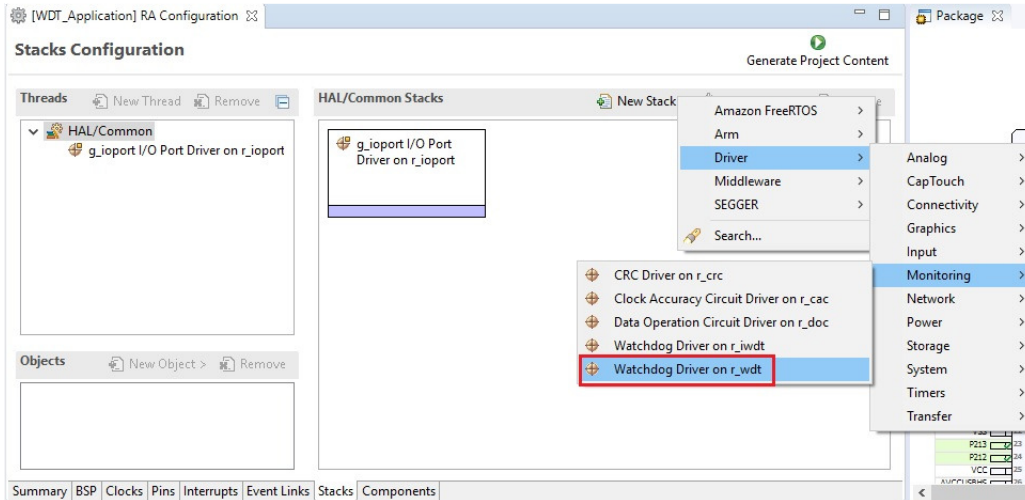 [WDT_Application] RA Configuration
Package
Stacks Configuration
Generate Project Content
Threads
New Thread
Remove
HAL/Common
g_ioport I/O Port Driver on r_ioport
HAL/Common Stacks
New Stack
g_ioport I/O Port
Driver on r_ioport
Amazon FreeRTOS
Arm
Driver
Middleware
SEGGER
Search...
Analog
CapTouch
Connectivity
Graphics
Input
Monitoring
Network
Power
Storage
System
Timers
Transfer
CRC Driver on r_crc
Clock Accuracy Circuit Driver on r_cac
Data Operation Circuit Driver on r_doc
Watchdog Driver on r_iwdt
Watchdog Driver on r_wdt
Objects
New Object >
Remove
P213 23
P212 24
VCC 25
Summary BSP Clocks Pins Interrupts Event Links Stacks Components